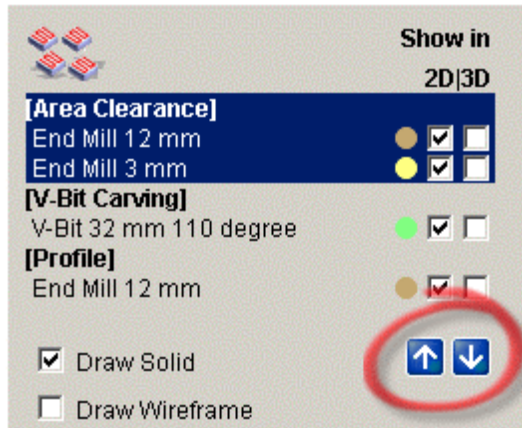 Show in
2D|3D
[Area Clearance]
End Mill 12 mm
End Mill 3 mm
[V-Bit Carving]
V-Bit 32 mm 110 degree
[Profile]
End Mill 12 mm
Draw Solid
Draw Wireframe